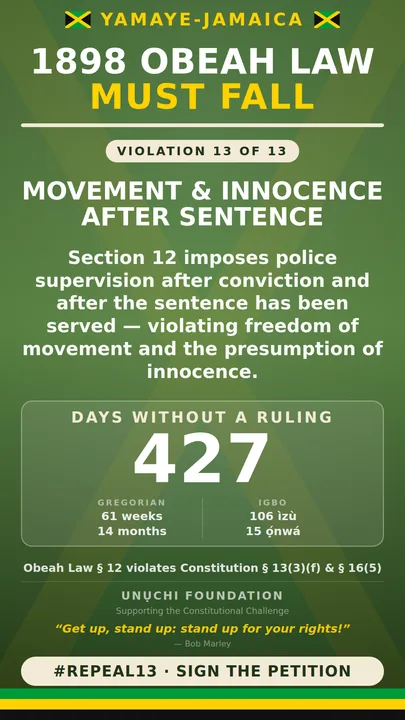 YAMAYE-JAMAICA
1898 OBEAH LAW
MUST FALL
VIOLATION 13 OF 13
MOVEMENT & INNOCENCE
AFTER SENTENCE
Section 12 imposes police
supervision after conviction and
after the sentence has been
served — violating freedom of
movement and the presumption of
innocence.
DAYS WITHOUT A RULING
427
GREGORIAN
61 weeks
14 months
IGBO
106 ìzù
15 ọ́nwá
Obeah Law § 12 violates Constitution § 13(3)(f) & § 16(5)
UNỤCHI FOUNDATION
Supporting the Constitutional Challenge
“Get up, stand up: stand up for your rights!”
— Bob Marley
#REPEAL13 · SIGN THE PETITION